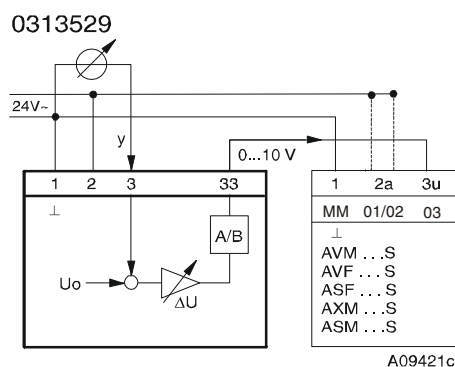 0313529
24V~
y
0...10 V
1 2 3 33
1 2a 3u
⊥
A/B
MM 01/02 03
⊥
Uo
ΔU
AVM ...S
AVF ...S
ASF ...S
AXM ...S
ASM ...S
A09421c